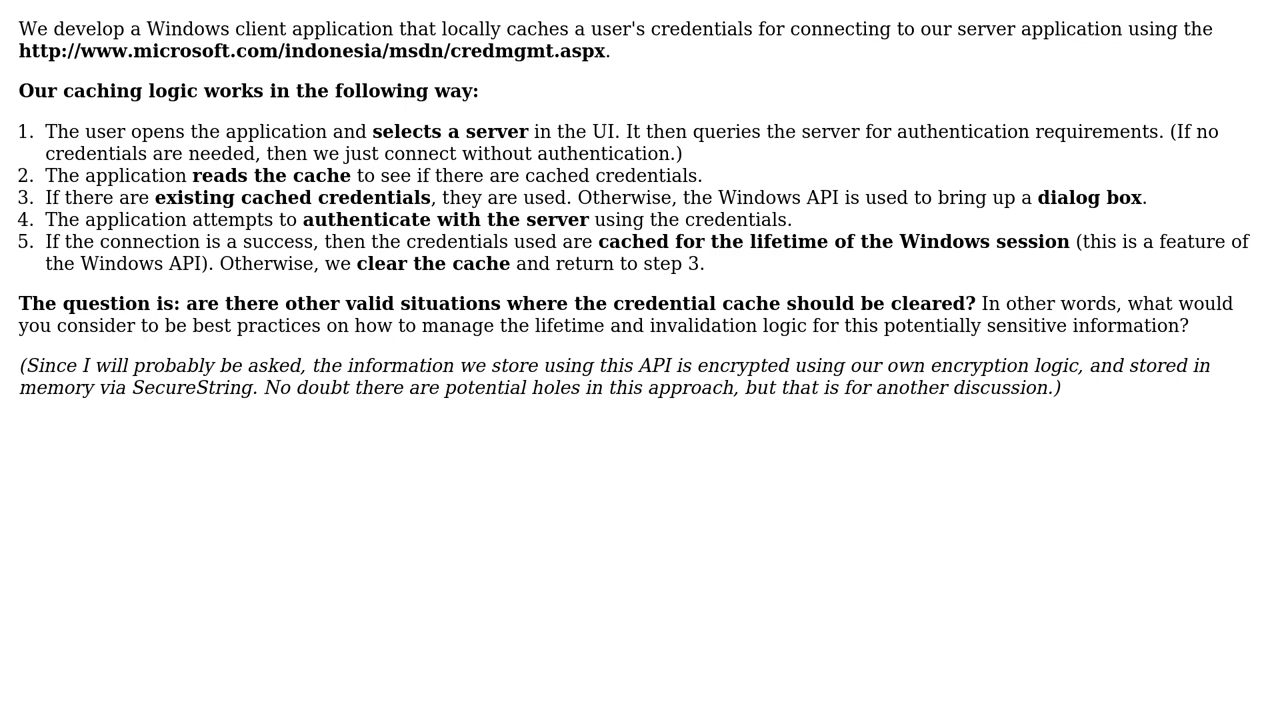 We develop a Windows client application that locally caches a user's credentials for connecting to our server application using the
http://www.microsoft.com/indonesia/msdn/credmgmt.aspx.
Our caching logic works in the following way:
1. The user opens the application and selects a server in the UI. It then queries the server for authentication requirements. (If no
credentials are needed, then we just connect without authentication.)
2. The application reads the cache to see if there are cached credentials.
3. If there are existing cached credentials, they are used. Otherwise, the Windows API is used to bring up a dialog box.
4. The application attempts to authenticate with the server using the credentials.
5. If the connection is a success, then the credentials used are cached for the lifetime of the Windows session (this is a feature of
the Windows API). Otherwise, we clear the cache and return to step 3.
The question is: are there other valid situations where the credential cache should be cleared? In other words, what would
you consider to be best practices on how to manage the lifetime and invalidation logic for this potentially sensitive information?
(Since I will probably be asked, the information we store using this API is encrypted using our own encryption logic, and stored in
memory via SecureString. No doubt there are potential holes in this approach, but that is for another discussion.)